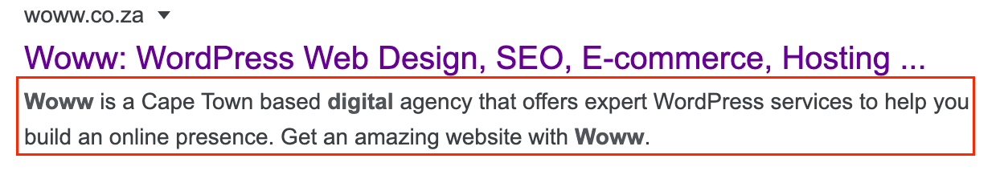 woww.co.za
Woww: WordPress Web Design, SEO, E-commerce, Hosting ...
Woww is a Cape Town based digital agency that offers expert WordPress services to help you
build an online presence. Get an amazing website with Woww.